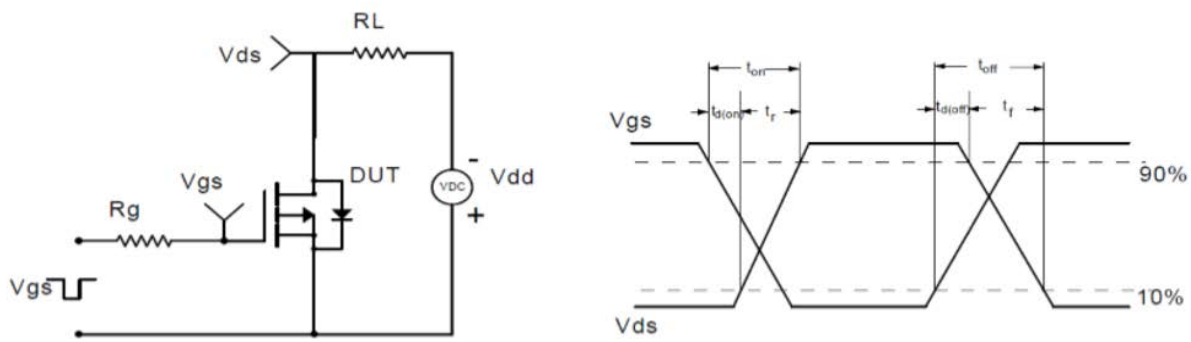 RL
Vds
Vgs
DUT
VDC
-
Vdd
+
Rg
Vgs
ton
toff
td(on)
tr
td(off)
tf
Vgs
90%
10%
Vds